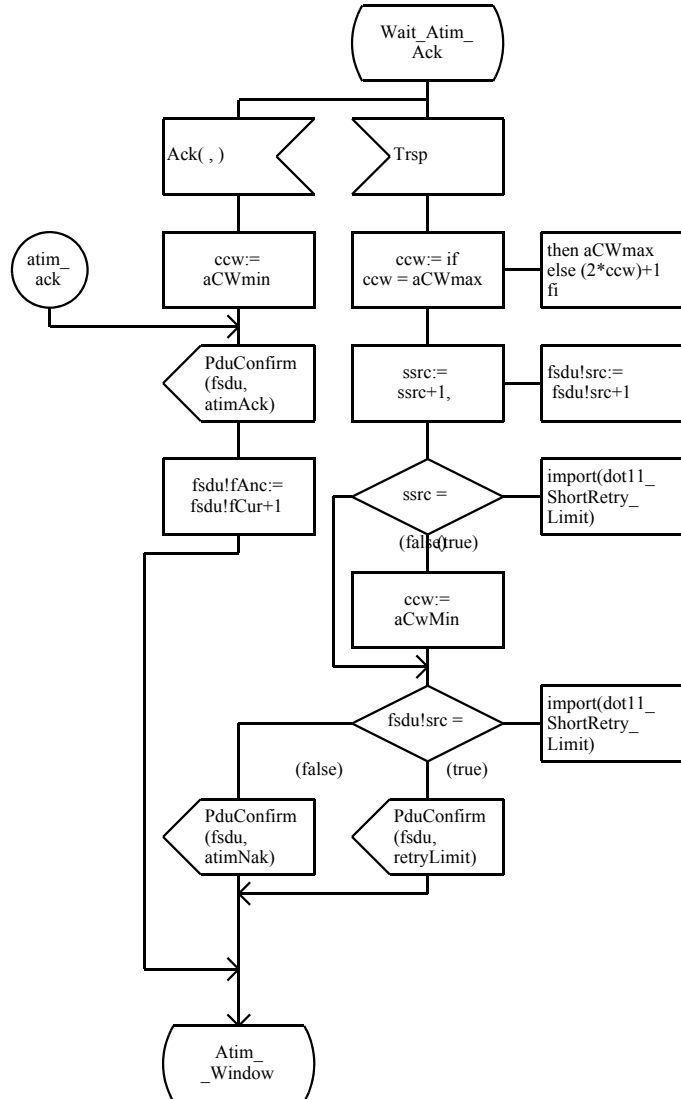 Wait_Atim_
Ack
Ack( , )
Trsp
atim_
ack
ccw:=
aCWmin
ccw:= if
ccw = aCWmax
then aCWmax
else (2*ccw)+1
fi
PduConfirm
(fsdu,
atimAck)
ssrc:=
ssrc+1,
fsdu!src:=
fsdu!src+1
fsdu!fAnc:=
fsdu!fCur+1
ssrc =
import(dot11_
ShortRetry_
Limit)
(false)
(true)
ccw:=
aCwMin
fsdu!src =
import(dot11_
ShortRetry_
Limit)
(false)
(true)
PduConfirm
(fsdu,
atimNak)
PduConfirm
(fsdu,
retryLimit)
Atim_
_Window